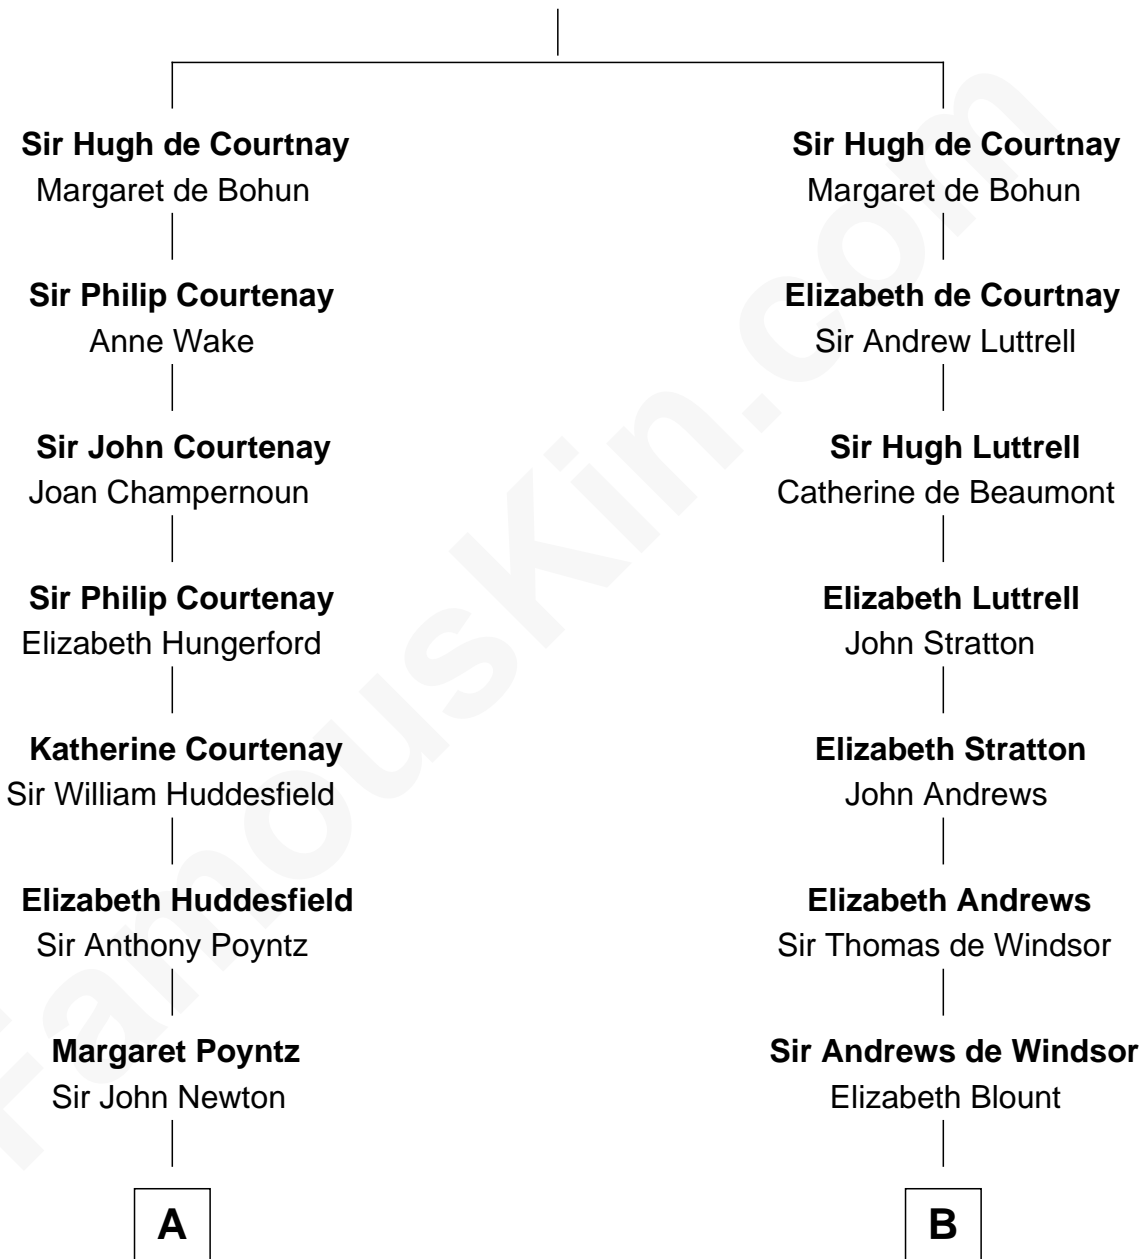 Sir Hugh de Courtnay
Margaret de Bohun
Sir Philip Courtenay
Anne Wake
Sir John Courtenay
Joan Champernoun
Sir Philip Courtenay
Elizabeth Hungerford
Katherine Courtenay
Sir William Huddesfield
Elizabeth Huddesfield
Sir Anthony Poyntz
Margaret Poyntz
Sir John Newton
A
Sir Hugh de Courtnay
Margaret de Bohun
Elizabeth de Courtnay
Sir Andrew Luttrell
Sir Hugh Luttrell
Catherine de Beaumont
Elizabeth Luttrell
John Stratton
Elizabeth Stratton
John Andrews
Elizabeth Andrews
Sir Thomas de Windsor
Sir Andrews de Windsor
Elizabeth Blount
B
FamousKin.com